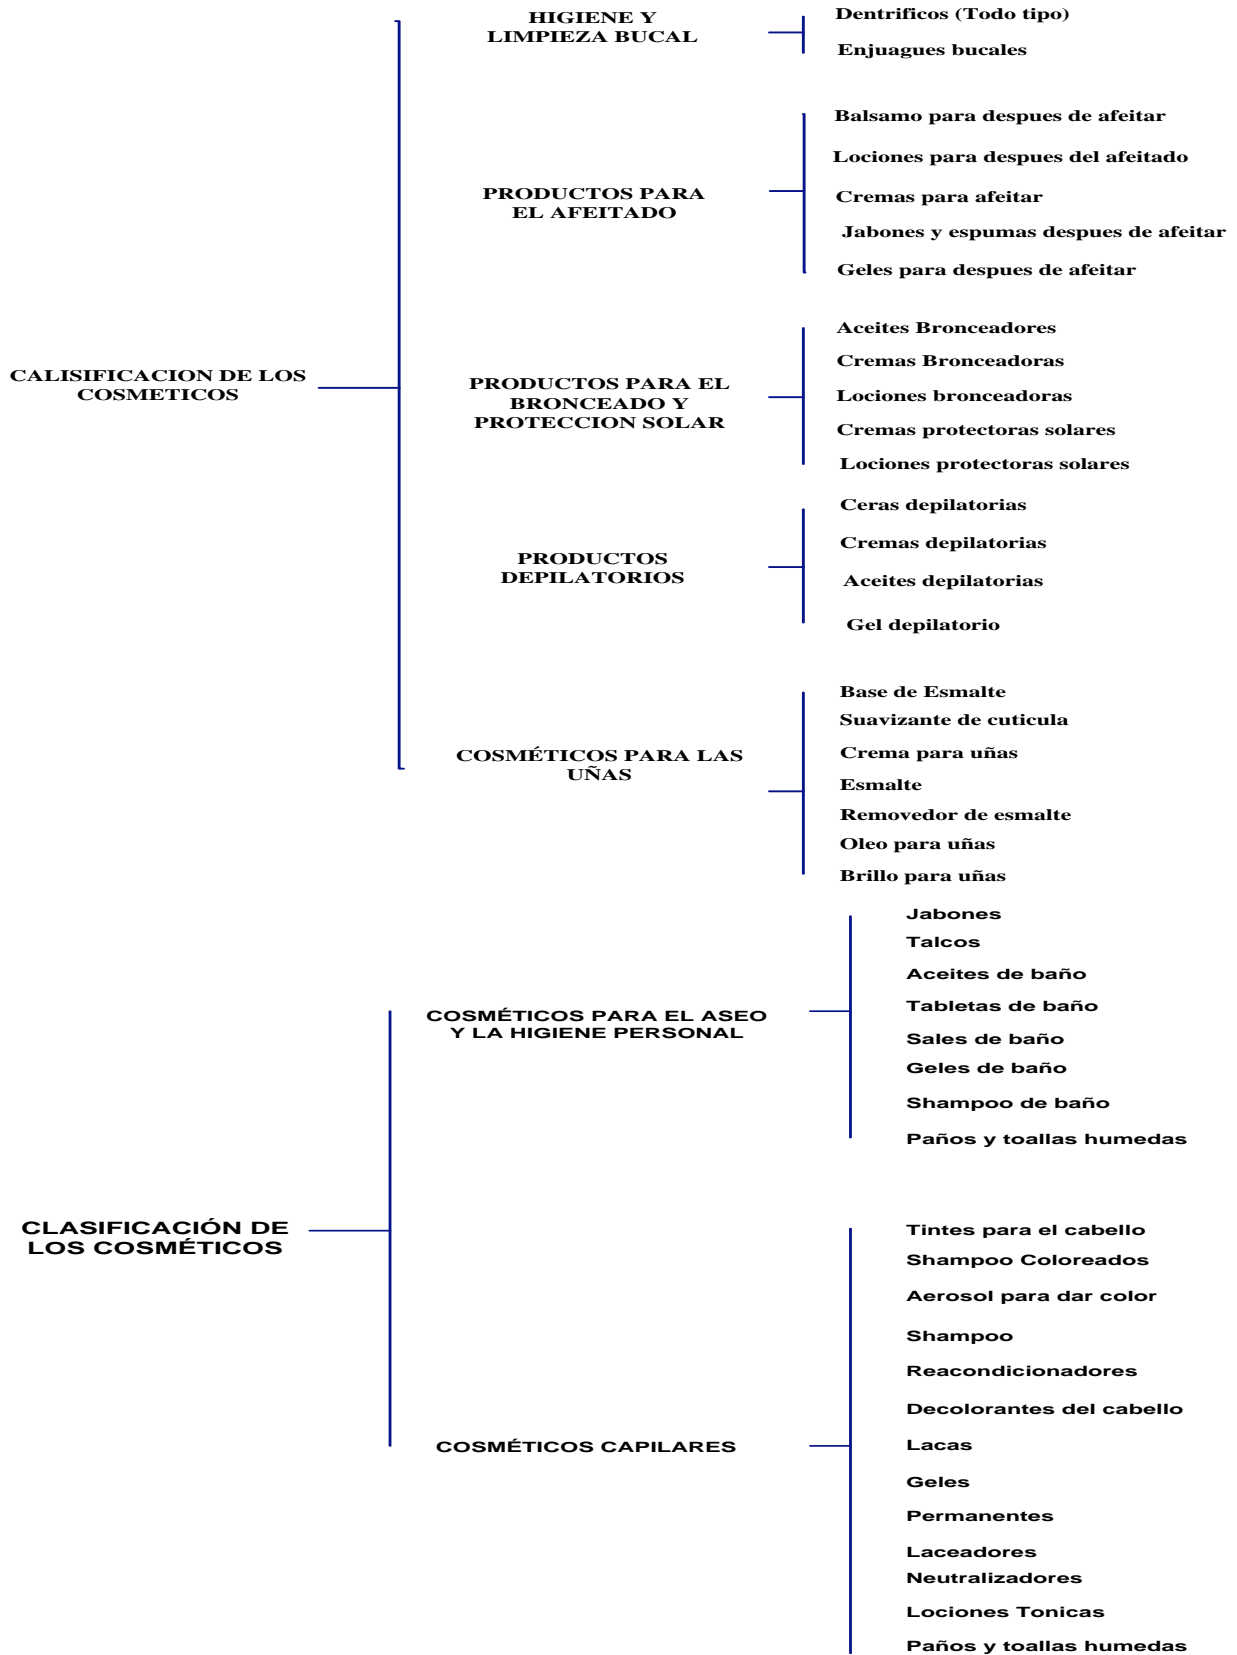 HIGIENE Y
LIMPIEZA BUCAL
Dentrificos (Todo tipo)
Enjuagues bucales
PRODUCTOS PARA
EL AFEITADO
Balsamo para despues de afeitar
Lociones para despues del afeitado
Cremas para afeitar
Jabones y espumas despues de afeitar
Geles para despues de afeitar
CALISIFICACION DE LOS
COSMETICOS
PRODUCTOS PARA EL
BRONCEADO Y
PROTECCION SOLAR
Aceites Bronceadores
Cremas Bronceadoras
Lociones bronceadoras
Cremas protectoras solares
Lociones protectoras solares
PRODUCTOS
DEPILATORIOS
Ceras depilatorias
Cremas depilatorias
Aceites depilatorias
Gel depilatorio
COSMÉTICOS PARA LAS
UÑAS
Base de Esmalte
Suavizante de cuticula
Crema para uñas
Esmalte
Removedor de esmalte
Oleo para uñas
Brillo para uñas
CLASIFICACIÓN DE
LOS COSMÉTICOS
COSMÉTICOS PARA EL ASEO
Y LA HIGIENE PERSONAL
Jabones
Talcos
Aceites de baño
Tabletas de baño
Sales de baño
Geles de baño
Shampoo de baño
Paños y toallas humedas
COSMÉTICOS CAPILARES
Tintes para el cabello
Shampoo Coloreados
Aerosol para dar color
Shampoo
Reacondicionadores
Decolorantes del cabello
Lacas
Geles
Permanentes
Laceadores
Neutralizadores
Lociones Tonicas
Paños y toallas humedas